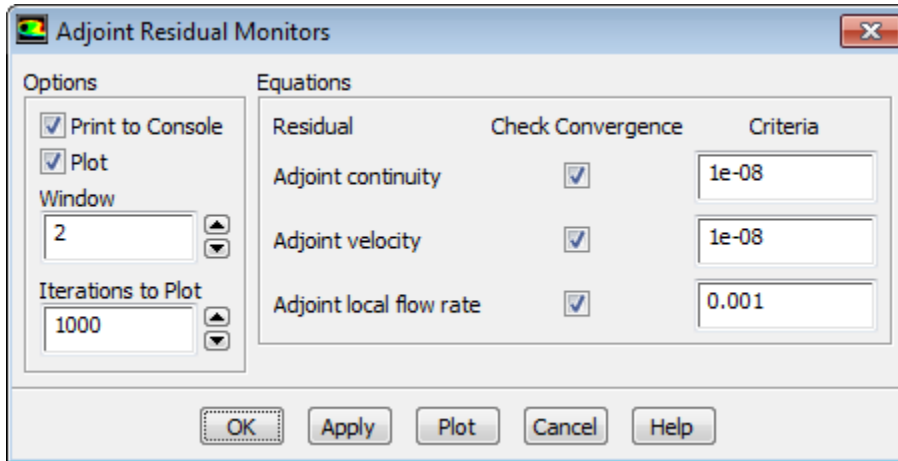 Adjoint Residual Monitors
Options
Print to Console
Plot
Window
2
Iterations to Plot
1000
Equations
Residual Check Convergence Criteria
Adjoint continuity 1e-08
Adjoint velocity 1e-08
Adjoint local flow rate 0.001
OK Apply Plot Cancel Help